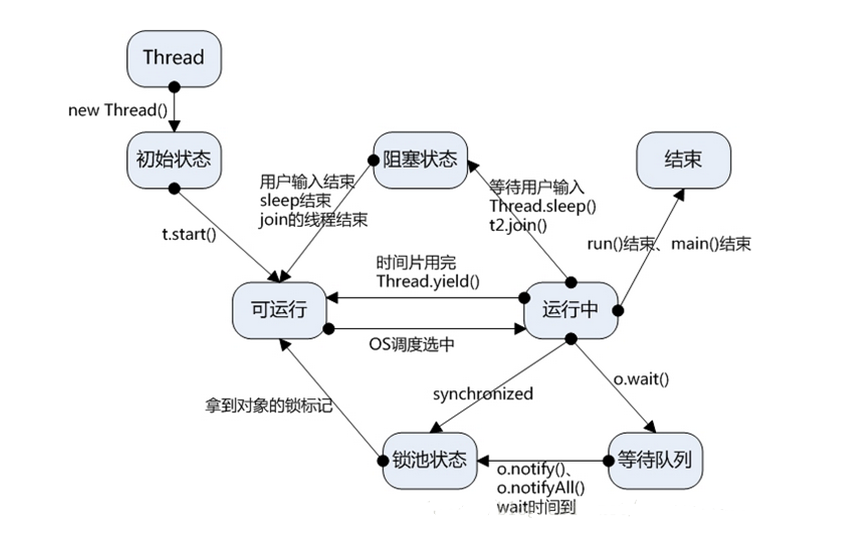 Thread
new Thread()
初始状态
阻塞状态
结束
用户输入结束
sleep结束
join的线程结束
等待用户输入
Thread.sleep()
t2.join()
t.start()
run()结束、main()结束
时间片用完
Thread.yield()
可运行
运行中
OS调度选中
synchronized
o.wait()
拿到对象的锁标记
锁池状态
等待队列
o.notify()、
o.notifyAll()
wait时间到